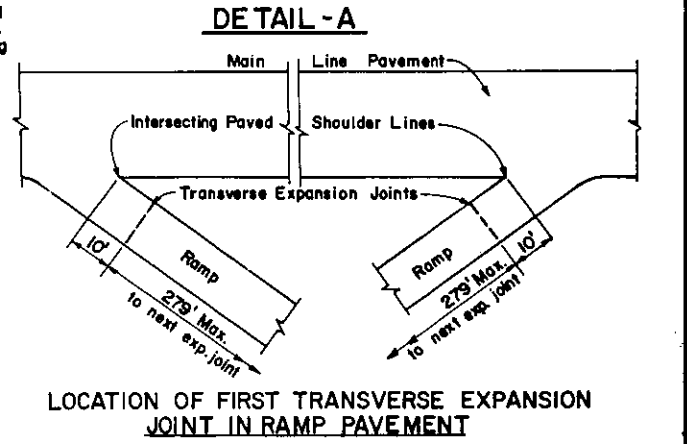 DETAIL-A
Main Line Pavement
Intersecting Paved Shoulder Lines
Transverse Expansion Joints
10'
Ramp
279' Max.
to next exp. joint
Ramp
10'
279' Max.
to next exp. joint
LOCATION OF FIRST TRANSVERSE EXPANSION
JOINT IN RAMP PAVEMENT